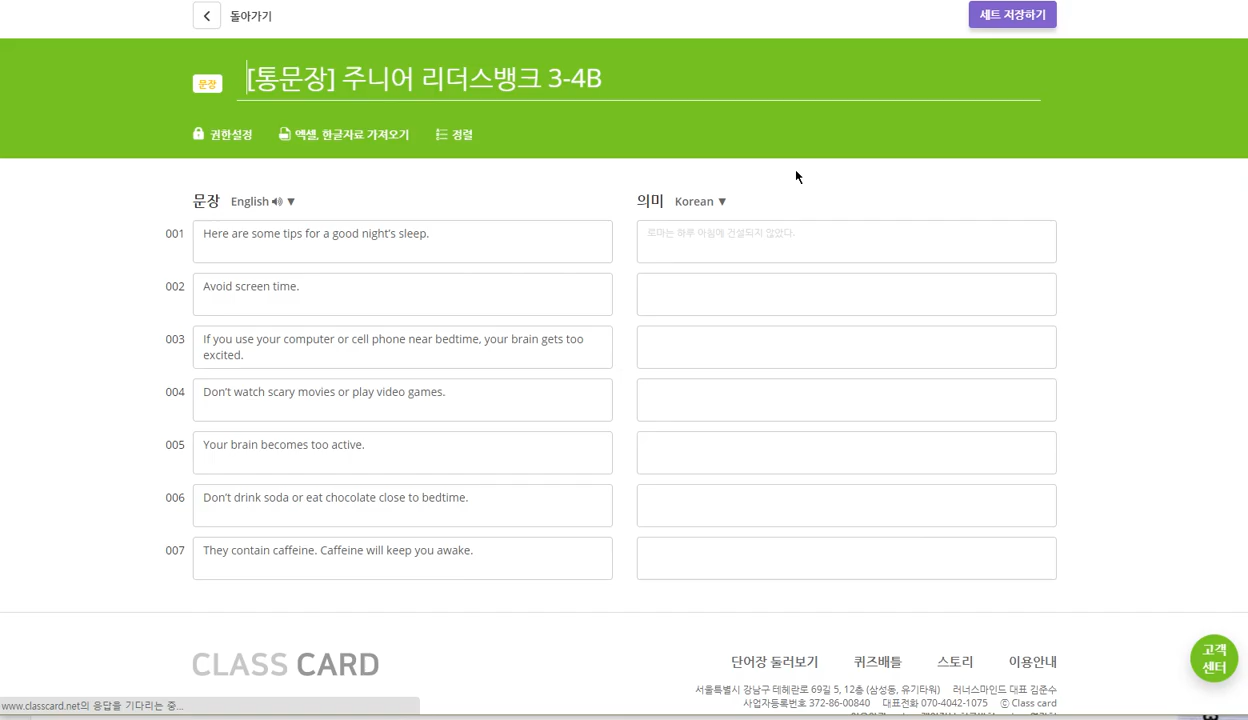 돌아가기
세트 저장하기
문장
[통문장] 주니어 리더스뱅크 3-4B
권한설정
엑셀, 한글자료 가져오기
정렬
문장 English ▼
의미 Korean ▼
001
Here are some tips for a good night's sleep.
로마는 하루 아침에 건설되지 않았다.
002
Avoid screen time.
003
If you use your computer or cell phone near bedtime, your brain gets too
excited.
004
Don't watch scary movies or play video games.
005
Your brain becomes too active.
006
Don't drink soda or eat chocolate close to bedtime.
007
They contain caffeine. Caffeine will keep you awake.
CLASS CARD
단어장 둘러보기 퀴즈배틀 스토리 이용안내
고객
센터
서울특별시 강남구 테헤란로 69길 5, 12층 (삼성동, 유기타워) 러너스마인드 대표 김준수
사업자등록번호 372-86-00840 대표전화 070-4042-1075 ⓒ Class card
www.classcard.net의 응답을 기다리는 중...